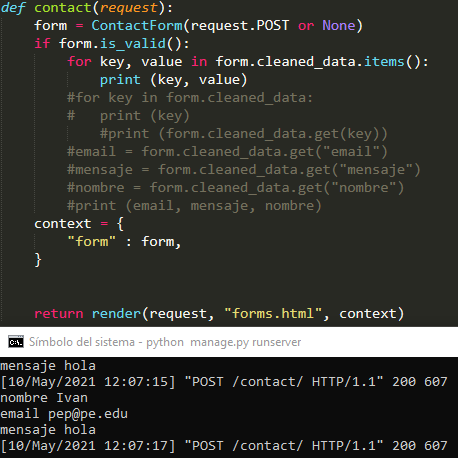 def contact(request):
    form = ContactForm(request.POST or None)
    if form.is_valid():
        for key, value in form.cleaned_data.items():
            print (key, value)
        #for key in form.cleaned_data:
        #   print (key)
            #print (form.cleaned_data.get(key))
        #email = form.cleaned_data.get("email")
        #mensaje = form.cleaned_data.get("mensaje")
        #nombre = form.cleaned_data.get("nombre")
        #print (email, mensaje, nombre)
    context = {
        "form" : form,
    }
    return render(request, "forms.html", context)
Símbolo del sistema - python  manage.py runserver
mensaje hola
[10/May/2021 12:07:15] "POST /contact/ HTTP/1.1" 200 607
nombre Ivan
email pep@pe.edu
mensaje hola
[10/May/2021 12:07:17] "POST /contact/ HTTP/1.1" 200 607